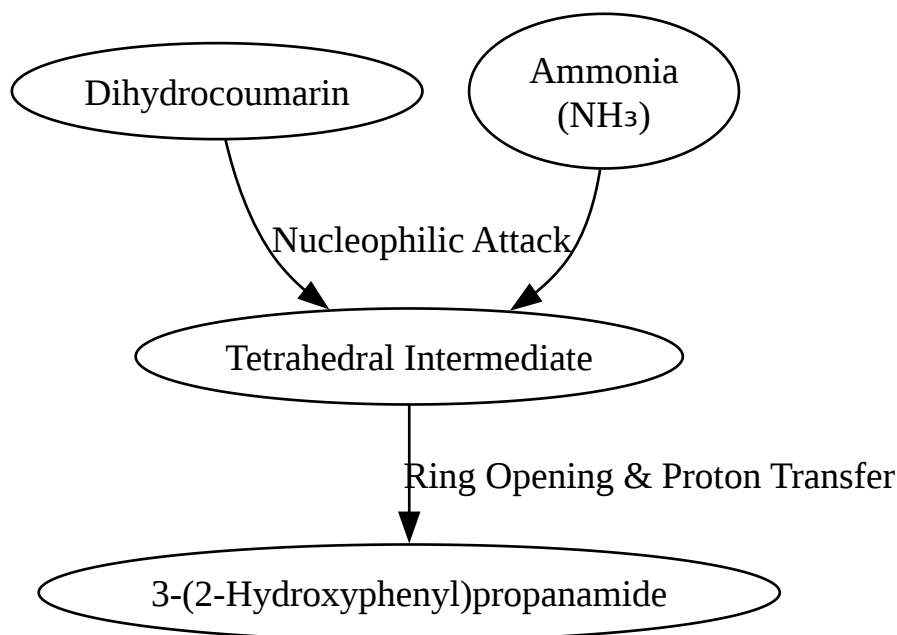 Dihydrocoumarin
Ammonia
(NH₃)
Nucleophilic Attack
Tetrahedral Intermediate
Ring Opening & Proton Transfer
3-(2-Hydroxyphenyl)propanamide